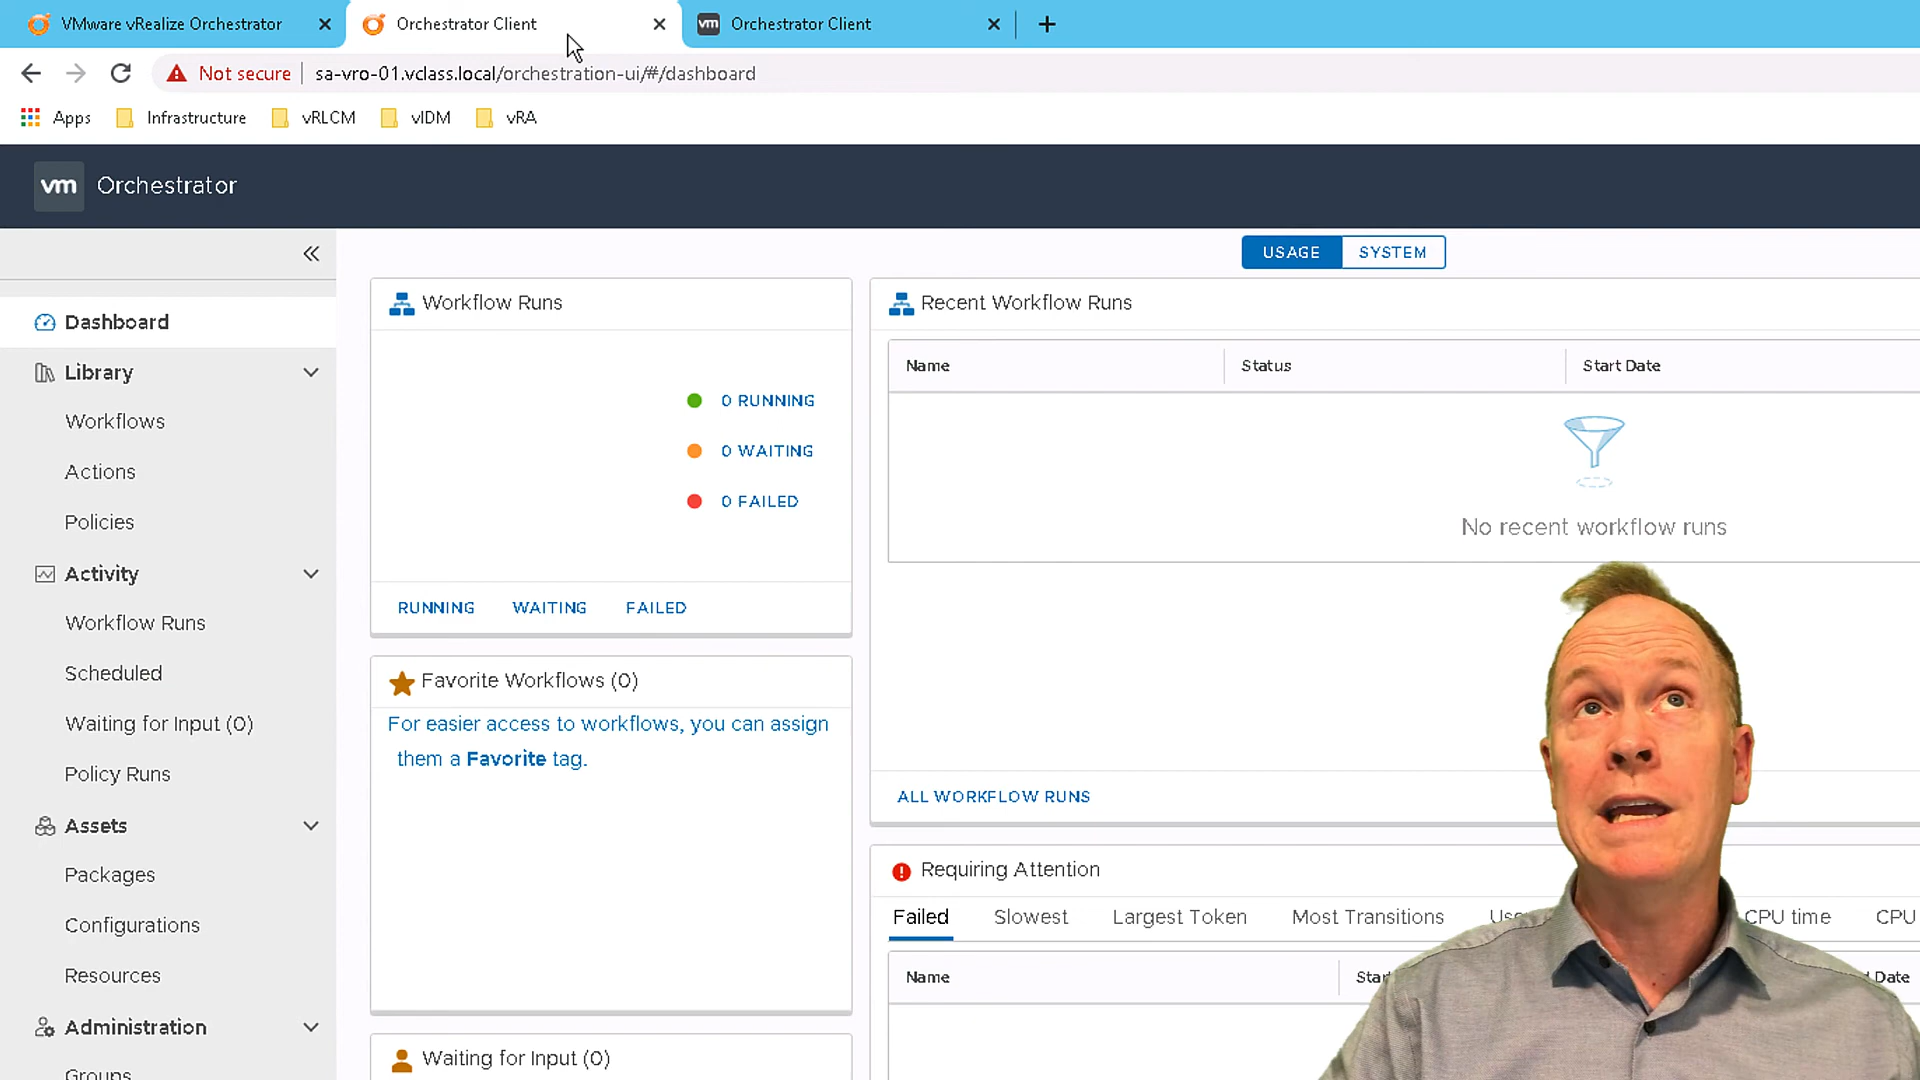 VMware vRealize Orchestrator
Orchestrator Client
vm Orchestrator Client
Not secure
sa-vro-01.vclass.local/orchestration-ui/#/dashboard
Apps
Infrastructure
vRLCM
vIDM
vRA
vm Orchestrator
USAGE
SYSTEM
Dashboard
Library
Workflows
Actions
Policies
Activity
Workflow Runs
Scheduled
Waiting for Input (0)
Policy Runs
Assets
Packages
Configurations
Resources
Administration
Groups
Workflow Runs
0 RUNNING
0 WAITING
0 FAILED
RUNNING
WAITING
FAILED
Favorite Workflows (0)
For easier access to workflows, you can assign
them a Favorite tag.
Waiting for Input (0)
Recent Workflow Runs
Name
Status
Start Date
No recent workflow runs
ALL WORKFLOW RUNS
Requiring Attention
Failed
Slowest
Largest Token
Most Transitions
CPU time
CPU
Name
Date